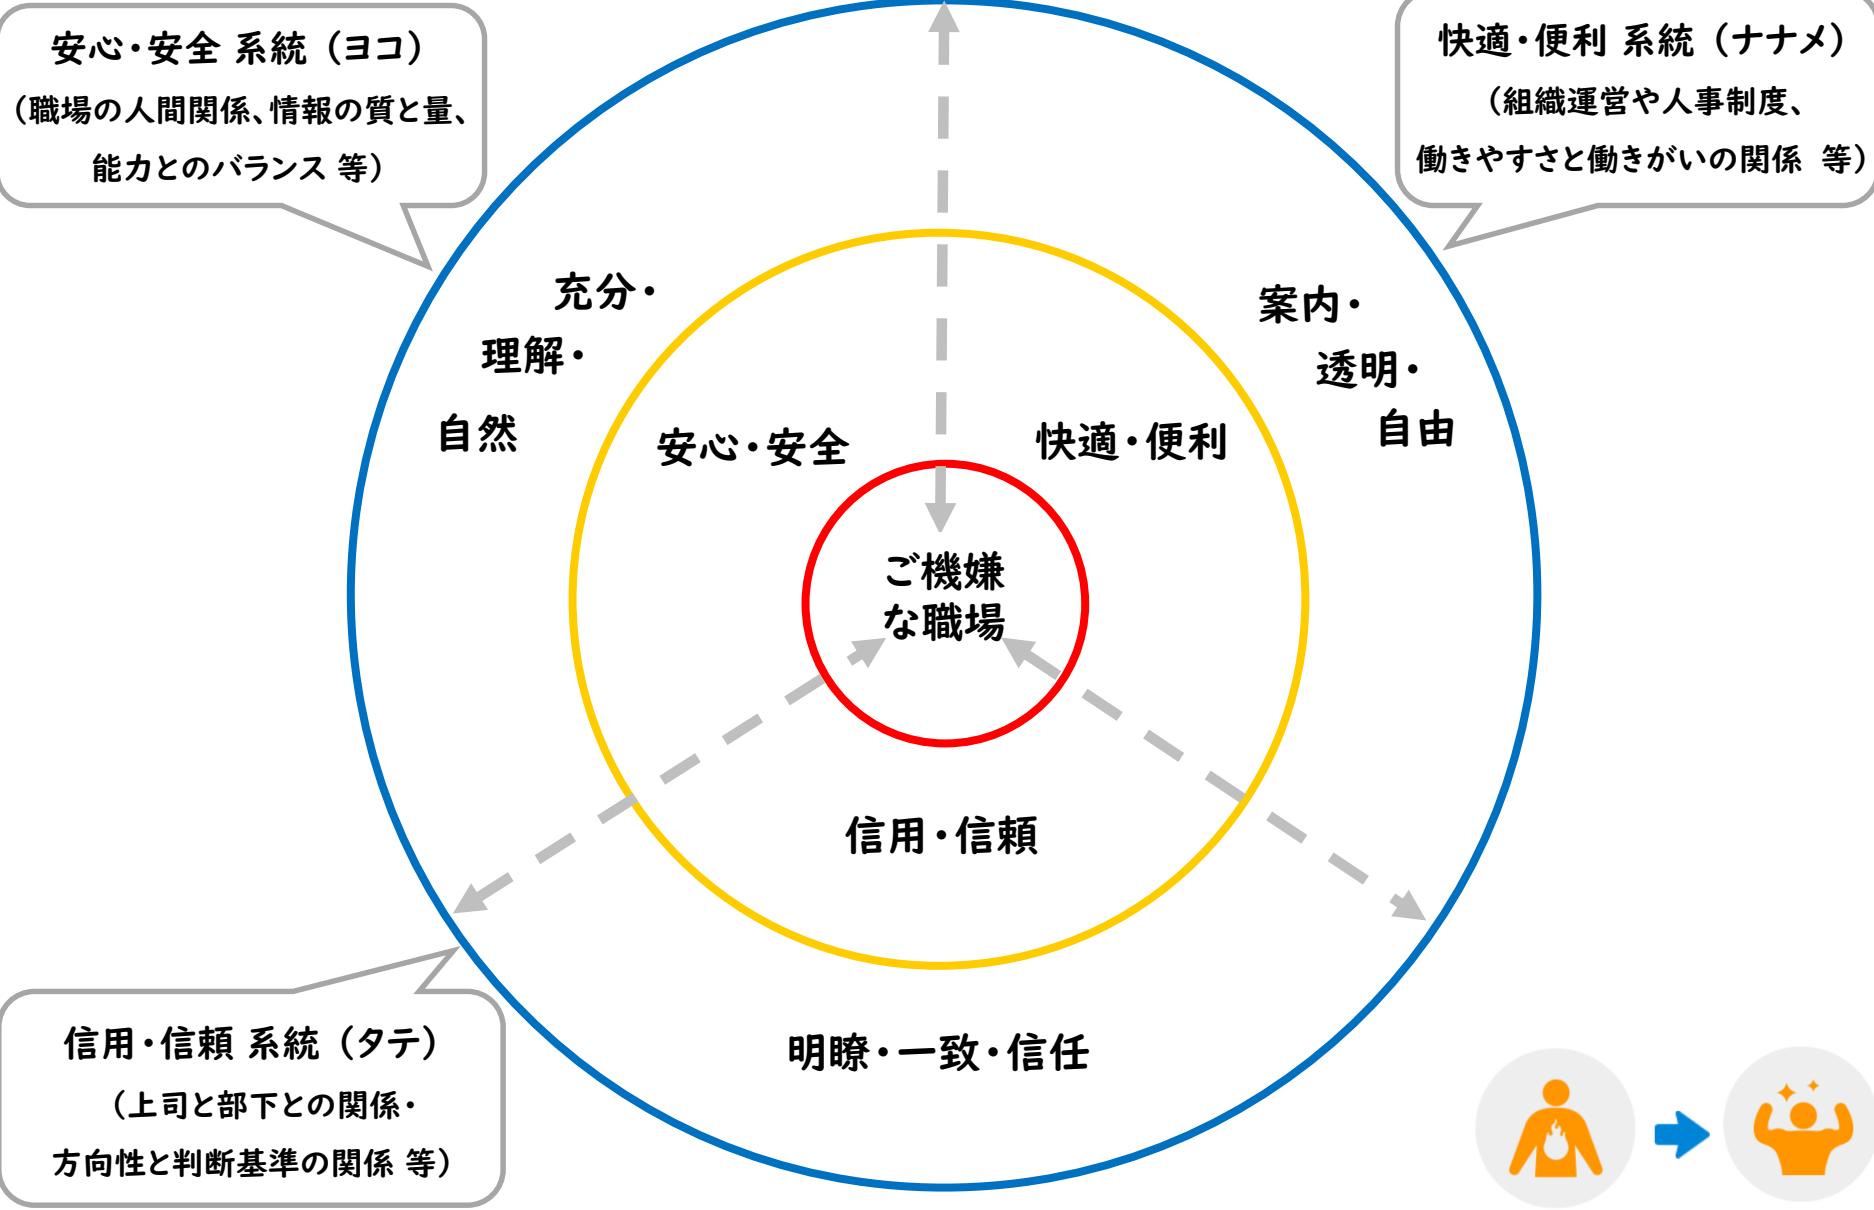 安心・安全 系統（ヨコ）
（職場の人間関係、情報の質と量、
能力とのバランス 等）
快適・便利 系統（ナナメ）
（組織運営や人事制度、
働きやすさと働きがいの関係 等）
充分・
理解・
自然
案内・
透明・
自由
安心・安全
快適・便利
ご機嫌
な職場
信用・信頼
明瞭・一致・信任
信用・信頼 系統（タテ）
（上司と部下との関係・
方向性と判断基準の関係 等）